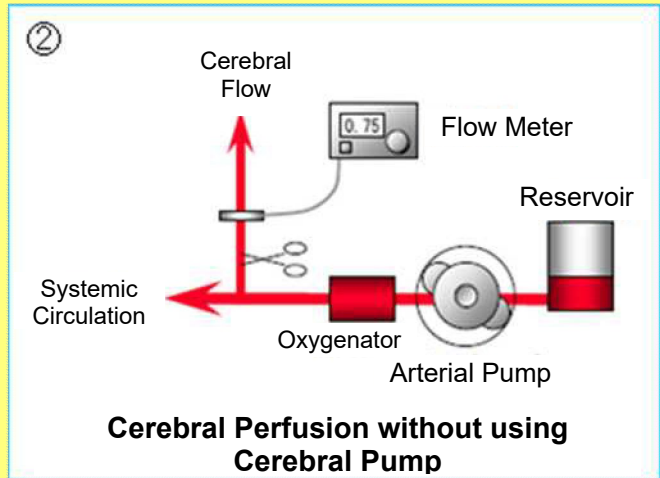 ②
Cerebral
Flow
0.75
Flow Meter
Reservoir
Systemic
Circulation
Oxygenator
Arterial Pump
Cerebral Perfusion without using
Cerebral Pump